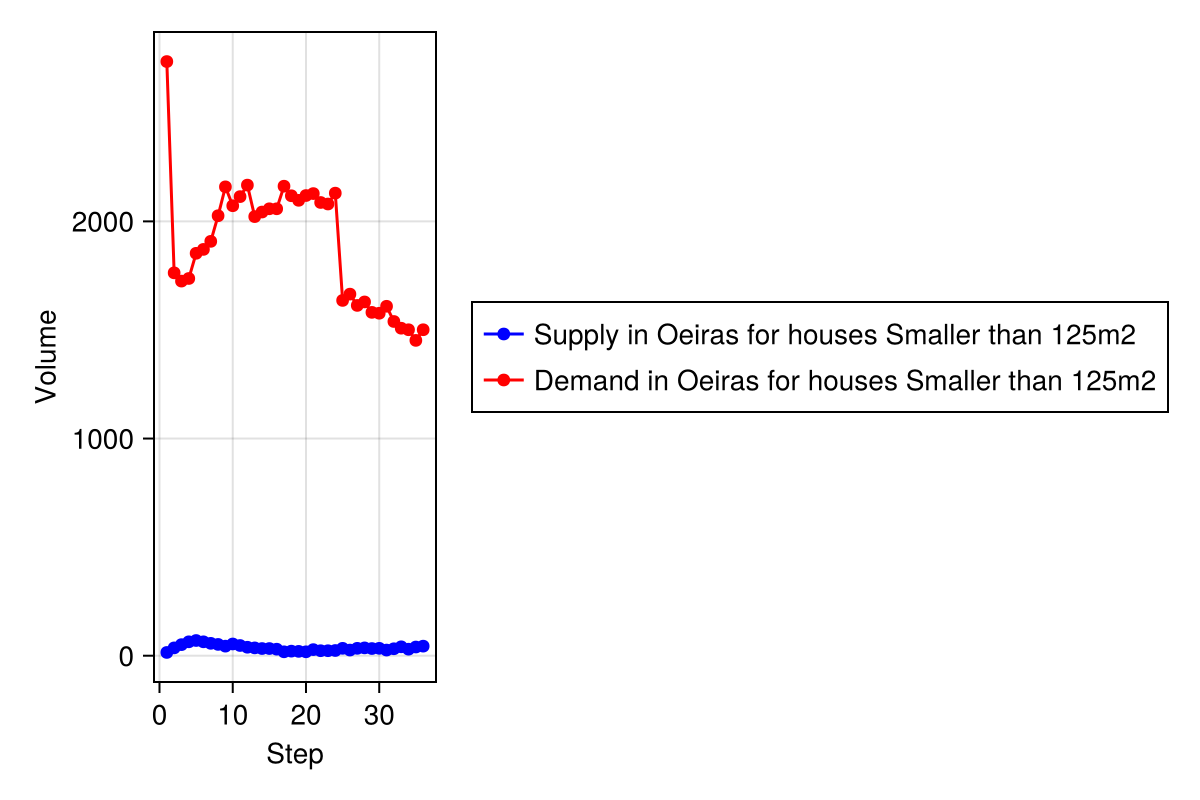 Volume
2000
1000
0
0 10 20 30
Step
Supply in Oeiras for houses Smaller than 125m2
Demand in Oeiras for houses Smaller than 125m2